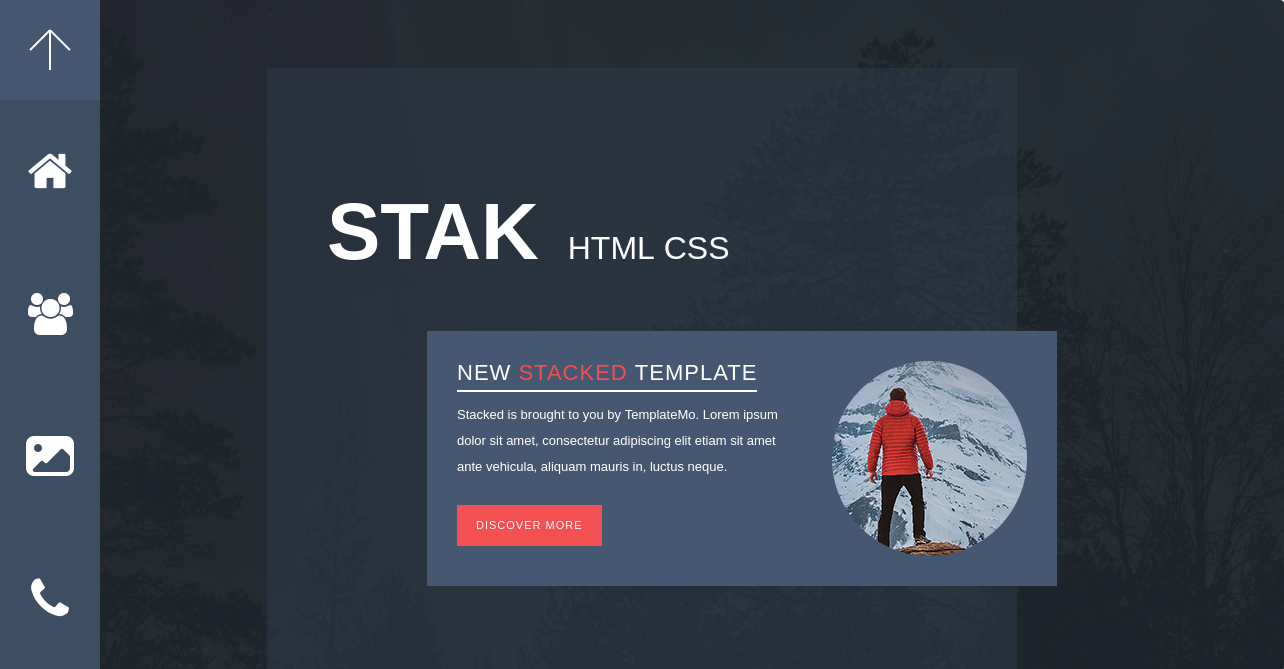 STAK HTML CSS
NEW STACKED TEMPLATE
Stacked is brought to you by TemplateMo. Lorem ipsum
dolor sit amet, consectetur adipiscing elit etiam sit amet
ante vehicula, aliquam mauris in, luctus neque.
DISCOVER MORE